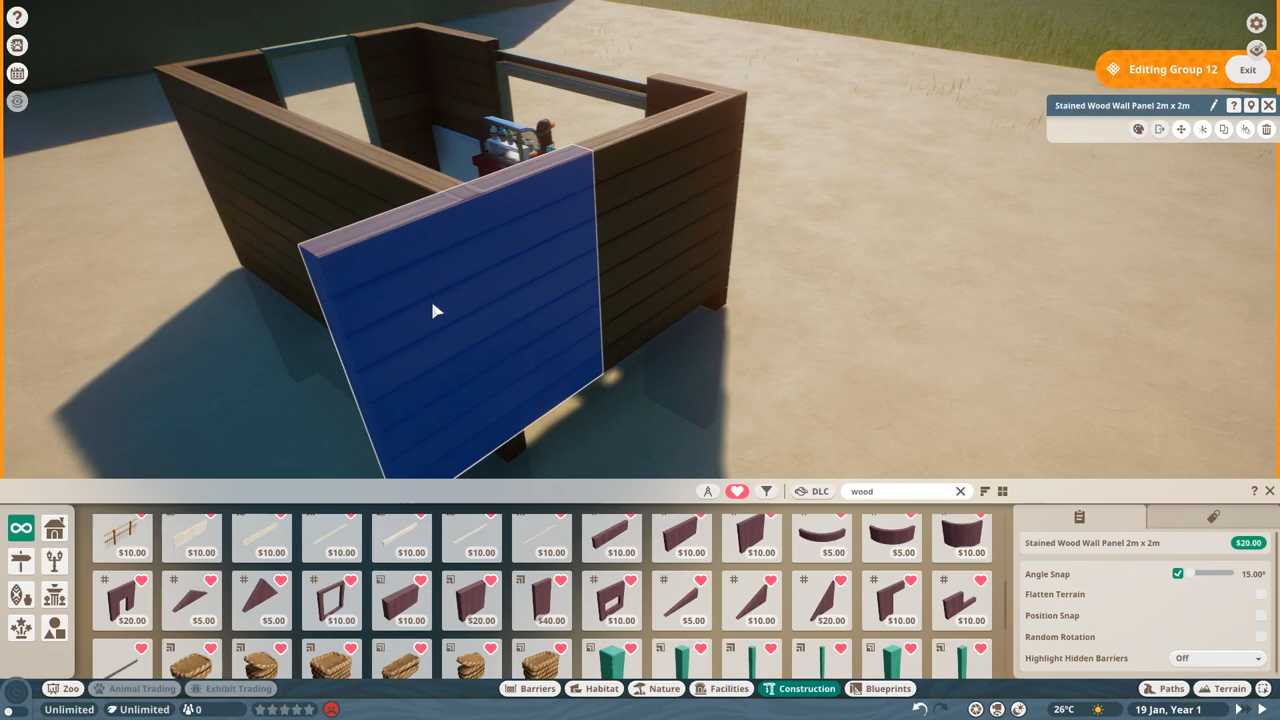 Editing Group 12
Exit
Stained Wood Wall Panel 2m x 2m
?
?
DLC
wood
?
$10.00 $10.00 $10.00 $10.00 $10.00 $10.00 $10.00 $10.00 $10.00 $10.00 $5.00 $5.00 $10.00
$20.00 $5.00 $5.00 $10.00 $10.00 $20.00 $40.00 $10.00 $5.00 $10.00 $20.00 $10.00 $10.00
Stained Wood Wall Panel 2m x 2m $20.00
Angle Snap 15.00°
Flatten Terrain
Position Snap
Random Rotation
Highlight Hidden Barriers Off
Zoo Animal Trading Exhibit Trading Barriers Habitat Nature Facilities Construction Blueprints Paths Terrain
Unlimited Unlimited 0 26°C 19 Jan, Year 1